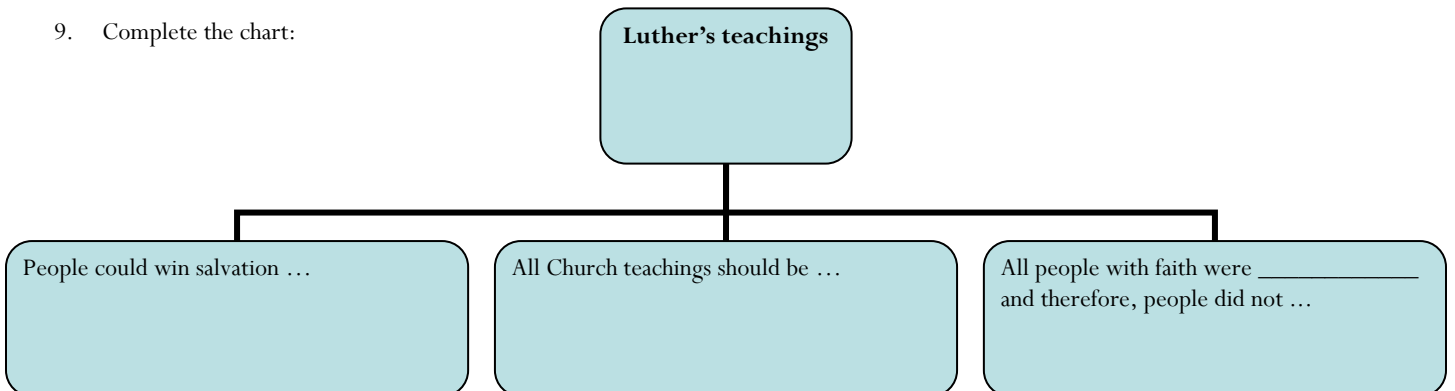 9. Complete the chart:
Luther’s teachings
People could win salvation …
All Church teachings should be …
All people with faith were ______________
and therefore, people did not …